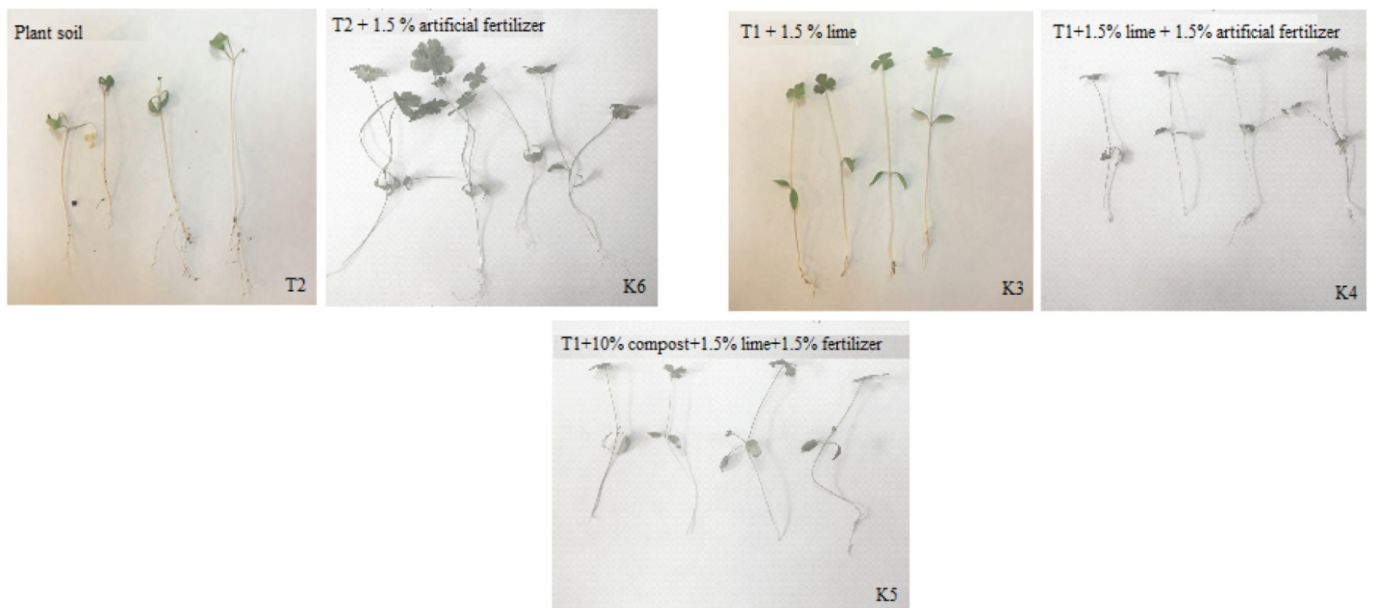 Plant soil
T2 + 1.5 % artificial fertilizer
T1 + 1.5 % lime
T1+1.5% lime + 1.5% artificial fertilizer
T2
K6
K3
K4
T1+10% compost+1.5% lime+1.5% fertilizer
K5